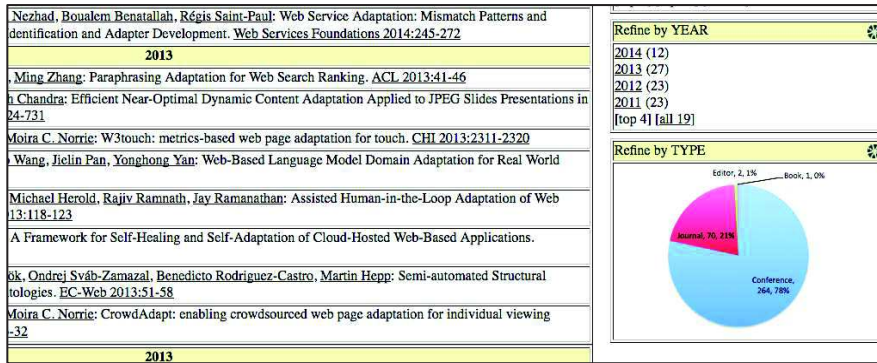 Nezhad, Boualem Benatallah, Régis Saint-Paul: Web Service Adaptation: Mismatch Patterns and
dentification and Adapter Development. Web Services Foundations 2014:245-272
2013
, Ming Zhang: Paraphrasing Adaptation for Web Search Ranking. ACL 2013:41-46
h Chandra: Efficient Near-Optimal Dynamic Content Adaptation Applied to JPEG Slides Presentations in
24-731
Moira C. Norrie: W3touch: metrics-based web page adaptation for touch. CHI 2013:2311-2320
Wang, Jielin Pan, Yonghong Yan: Web-Based Language Model Domain Adaptation for Real World
Michael Herold, Rajiv Ramnath, Jay Ramanathan: Assisted Human-in-the-Loop Adaptation of Web
13:118-123
A Framework for Self-Healing and Self-Adaptation of Cloud-Hosted Web-Based Applications.
ök, Ondrej Sváb-Zamazal, Benedicto Rodriguez-Castro, Martin Hepp: Semi-automated Structural
tologies. EC-Web 2013:51-58
Moira C. Norrie: CrowdAdapt: enabling crowdsourced web page adaptation for individual viewing
-32
2013
Refine by YEAR
2014 (12)
2013 (27)
2012 (23)
2011 (23)
[top 4] [all 19]
Refine by TYPE
Editor, 2, 1%
Book, 1, 0%
Journal, 70, 21%
Conference,
264, 78%